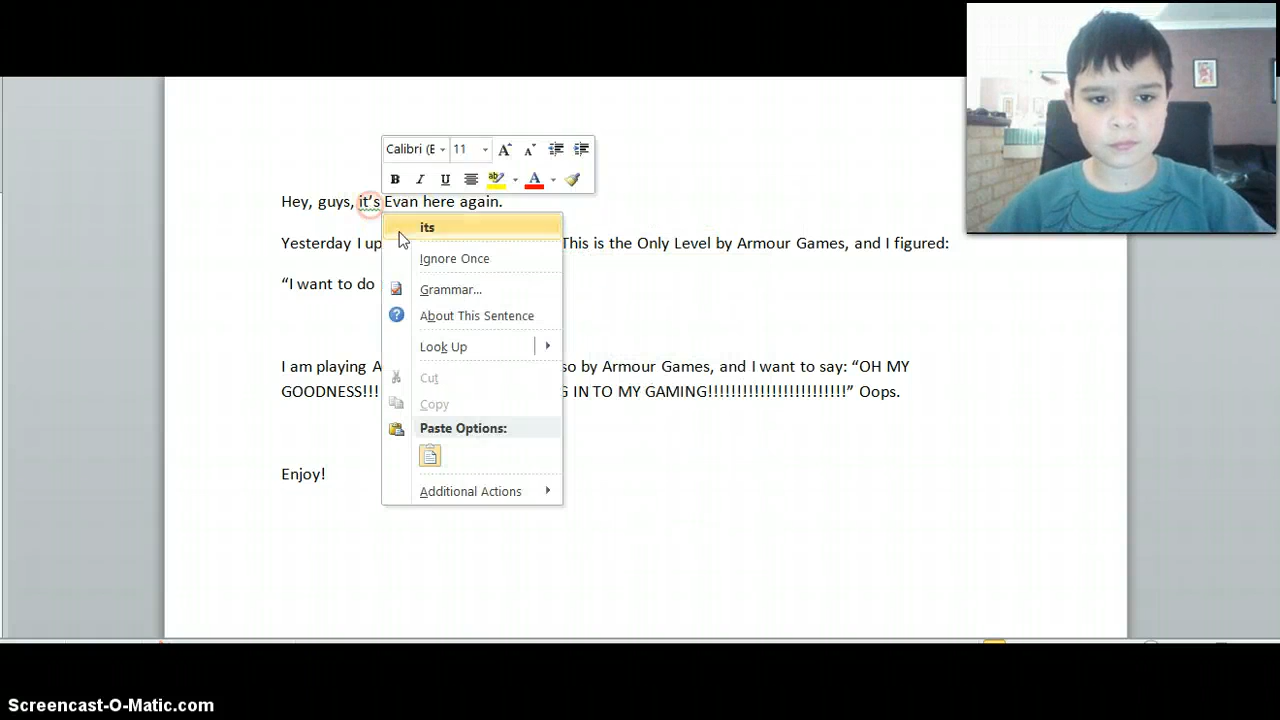 Calibri (E 11 A A
B I U ab A
Hey, guys, it’s Evan here again.
its
Yesterday I up This is the Only Level by Armour Games, and I figured:
Ignore Once
“I want to do
Grammar...
About This Sentence
Look Up
I am playing A so by Armour Games, and I want to say: “OH MY
Cut
GOODNESS!!! G IN TO MY GAMING!!!!!!!!!!!!!!!!!!!!!!!!” Oops.
Copy
Paste Options:
Enjoy!
Additional Actions
Screencast-O-Matic.com